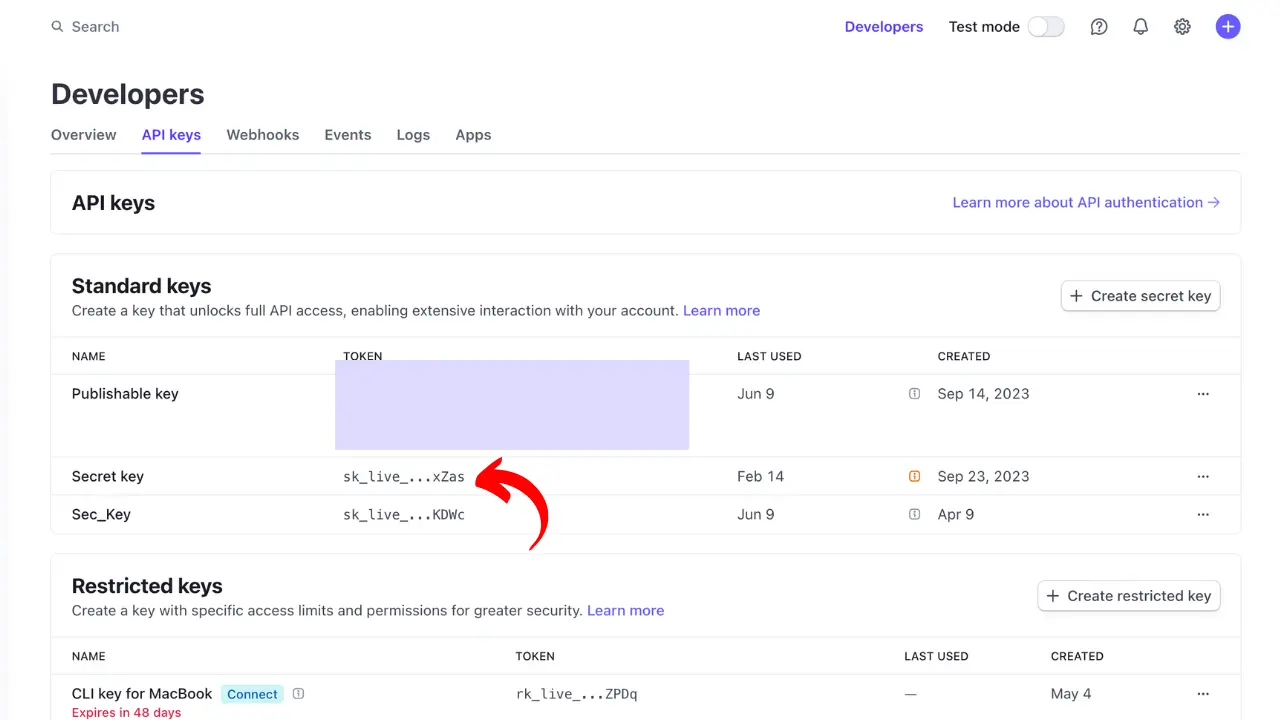 Search
Developers Test mode
Developers
Overview API keys Webhooks Events Logs Apps
API keys
Learn more about API authentication →
Standard keys
Create a key that unlocks full API access, enabling extensive interaction with your account. Learn more
+ Create secret key
NAME TOKEN LAST USED CREATED
Publishable key Jun 9 Sep 14, 2023 ...
Secret key sk_live_...xZas Feb 14 Sep 23, 2023 ...
Sec_Key sk_live_...KDWc Jun 9 Apr 9 ...
Restricted keys
Create a key with specific access limits and permissions for greater security. Learn more
+ Create restricted key
NAME TOKEN LAST USED CREATED
CLI key for MacBook Connect rk_live_...ZPDq — May 4 ...
Expires in 48 days